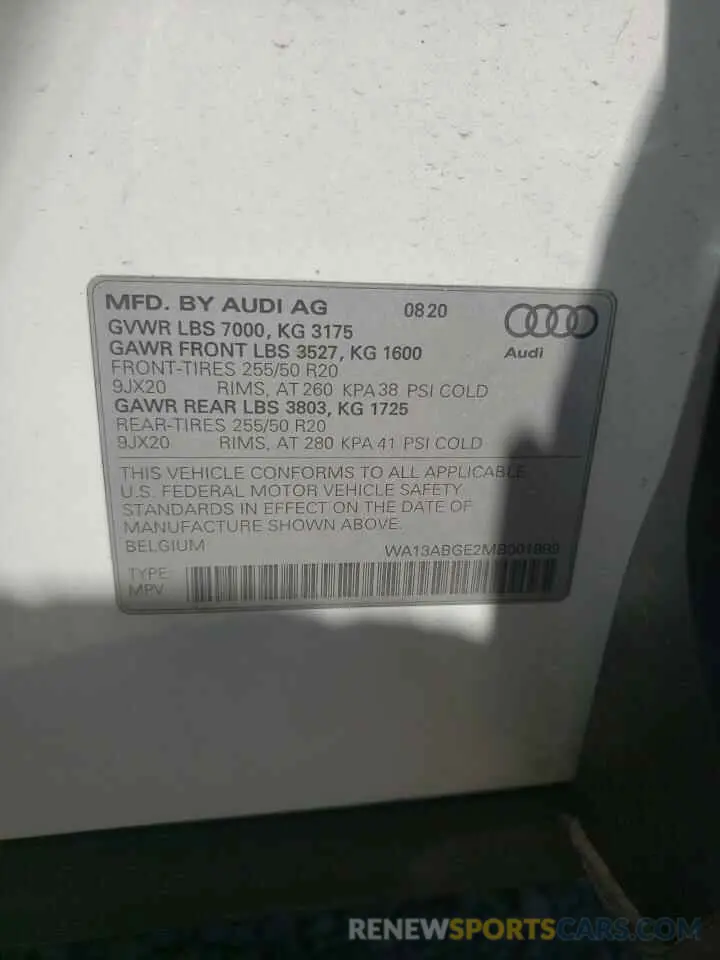 MFD. BY AUDI AG 0820
GVWR LBS 7000, KG 3175
GAWR FRONT LBS 3527, KG 1600
Audi
FRONT-TIRES 255/50 R20
9JX20 RIMS, AT 260 KPA 38 PSI COLD
GAWR REAR LBS 3803, KG 1725
REAR-TIRES 255/50 R20
9JX20 RIMS, AT 280 KPA 41 PSI COLD
THIS VEHICLE CONFORMS TO ALL APPLICABLE
U.S. FEDERAL MOTOR VEHICLE SAFETY
STANDARDS IN EFFECT ON THE DATE OF
MANUFACTURE SHOWN ABOVE.
BELGIUM WA13ABGE2MB001899
TYPE:
MPV
RENEWSPORTSCARS.COM